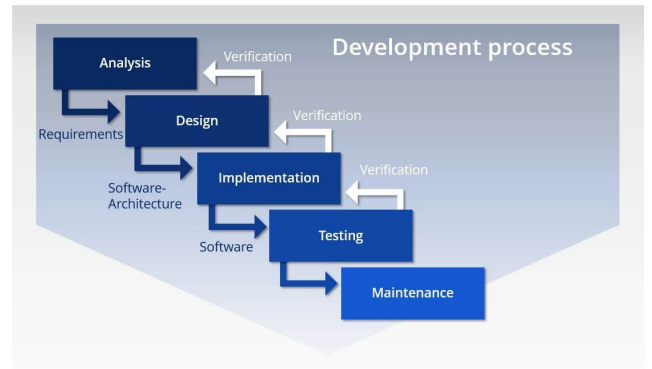 Development process
Analysis
Verification
Requirements
Design
Verification
Software-
Architecture
Implementation
Verification
Software
Testing
Maintenance